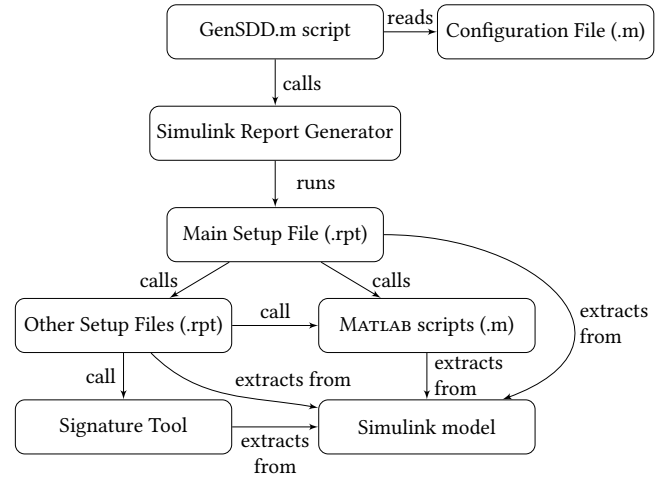 GenSDD.m script
reads
Configuration File (.m)
calls
Simulink Report Generator
runs
Main Setup File (.rpt)
calls
calls
extracts
from
Other Setup Files (.rpt)
call
MATLAB scripts (.m)
call
extracts from
extracts
from
Signature Tool
extracts
from
Simulink model